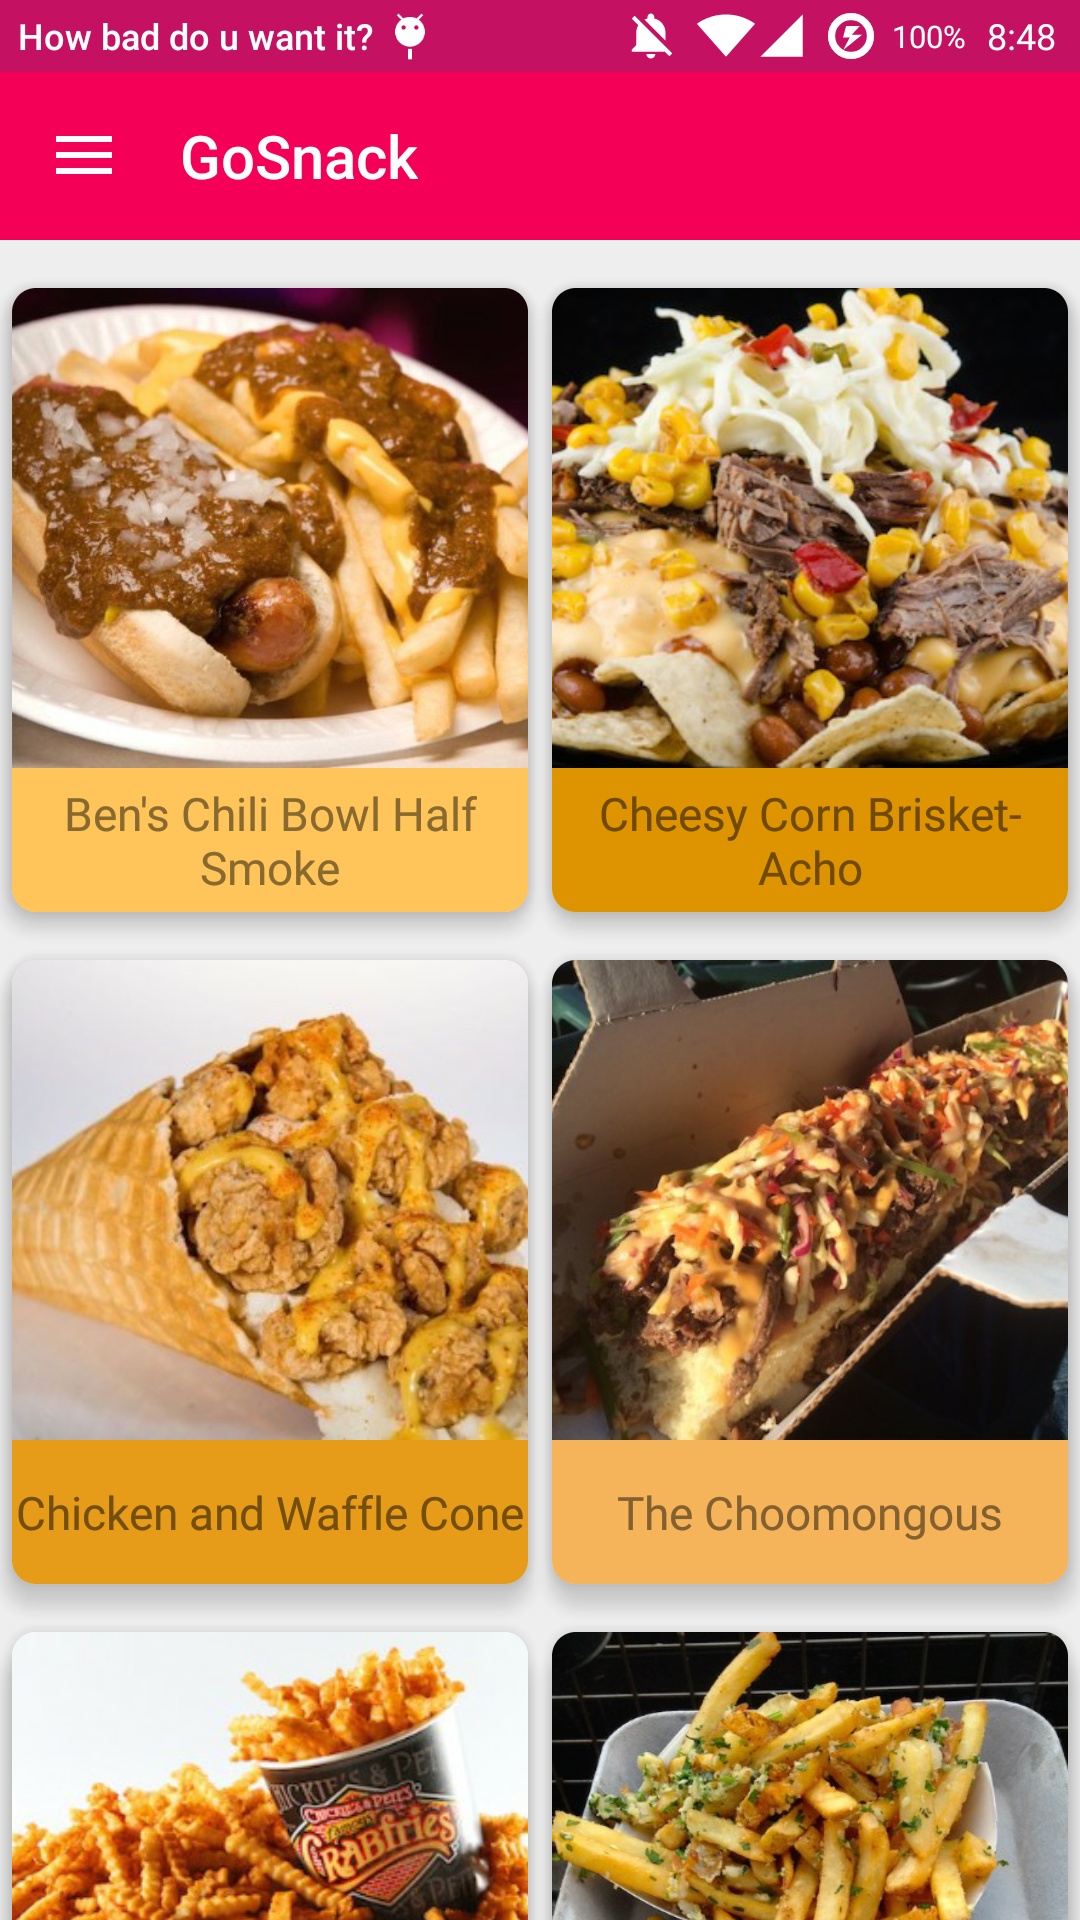 How bad do u want it?
100% 8:48
GoSnack
Ben's Chili Bowl Half
Smoke
Cheesy Corn Brisket-
Acho
Chicken and Waffle Cone
The Choomongous
CHICKIE'S & PETE'S
FAMOUS
CRABfries